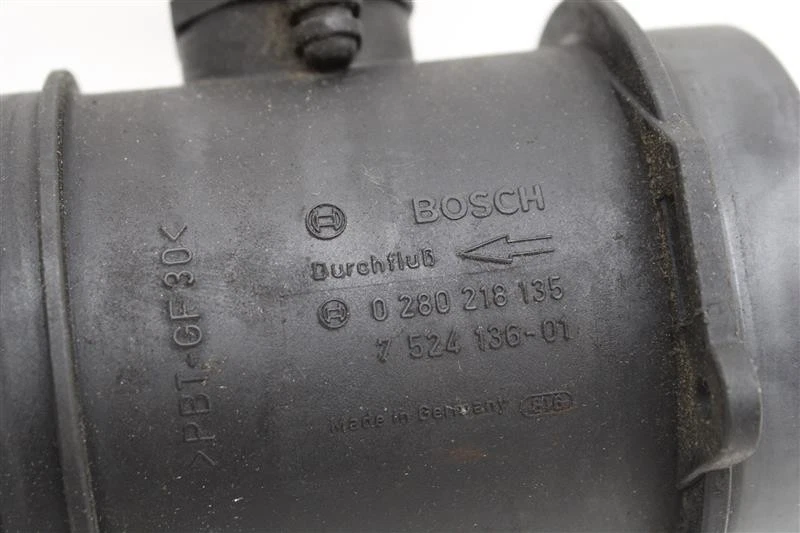 BOSCH
Durchfluß
0 280 218 135
7 524 136-01
Made in Germany
>PBT-GF30<